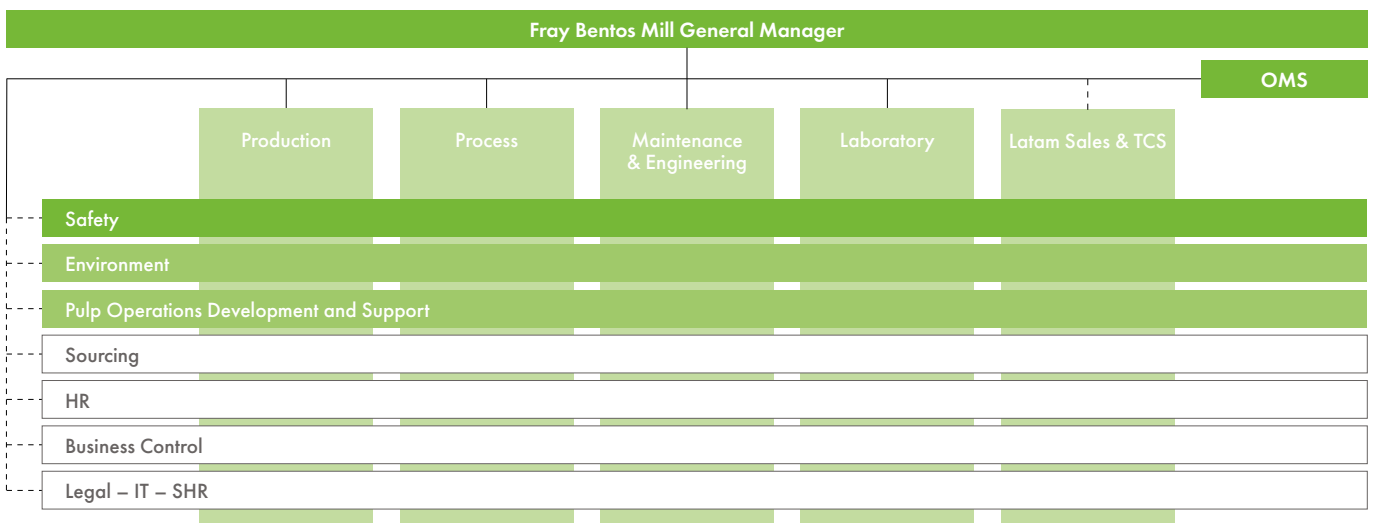 Fray Bentos Mill General Manager
OMS
Production
Process
Maintenance
& Engineering
Laboratory
Latam Sales & TCS
Safety
Environment
Pulp Operations Development and Support
Sourcing
HR
Business Control
Legal – IT – SHR